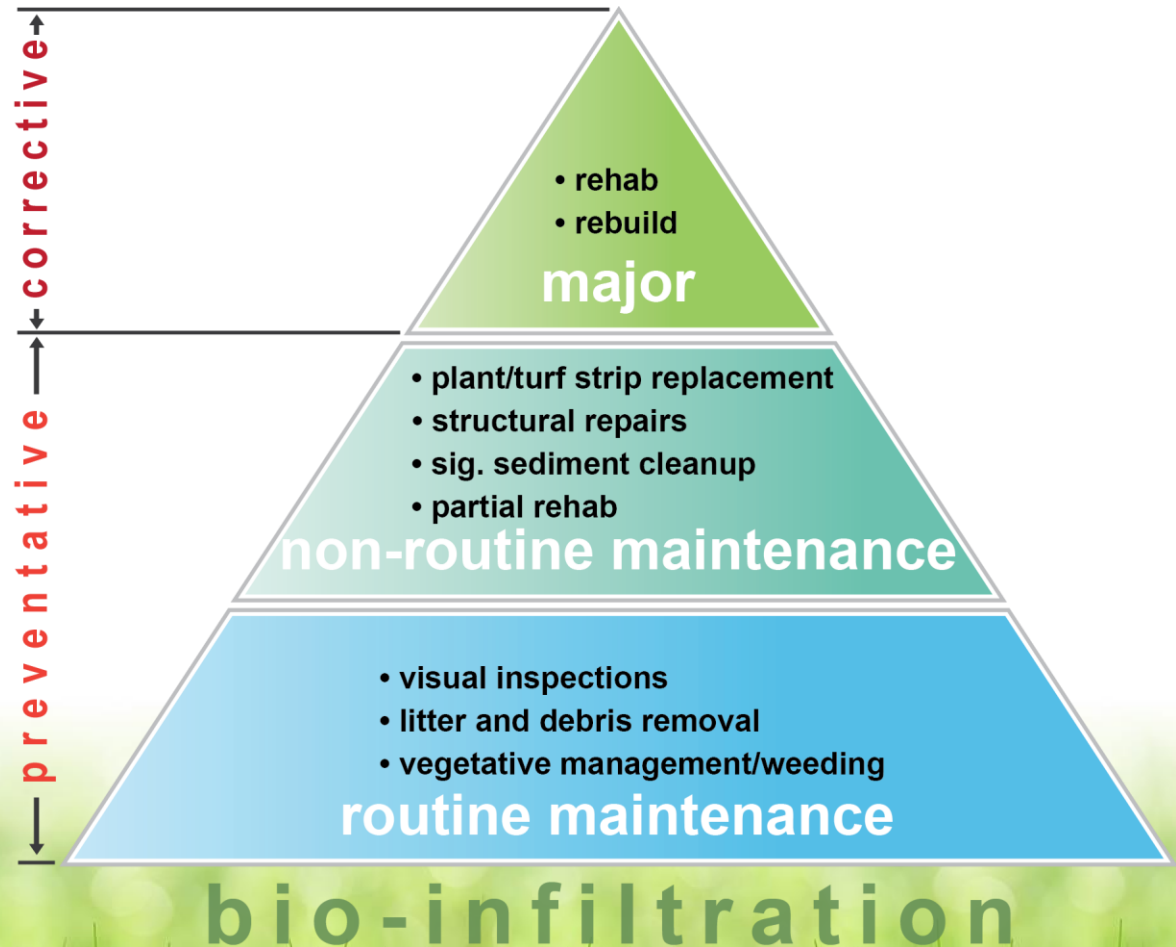 corrective
• rehab
• rebuild
major
preventative
• plant/turf strip replacement
• structural repairs
• sig. sediment cleanup
• partial rehab
non-routine maintenance
• visual inspections
• litter and debris removal
• vegetative management/weeding
routine maintenance
bio-infiltration